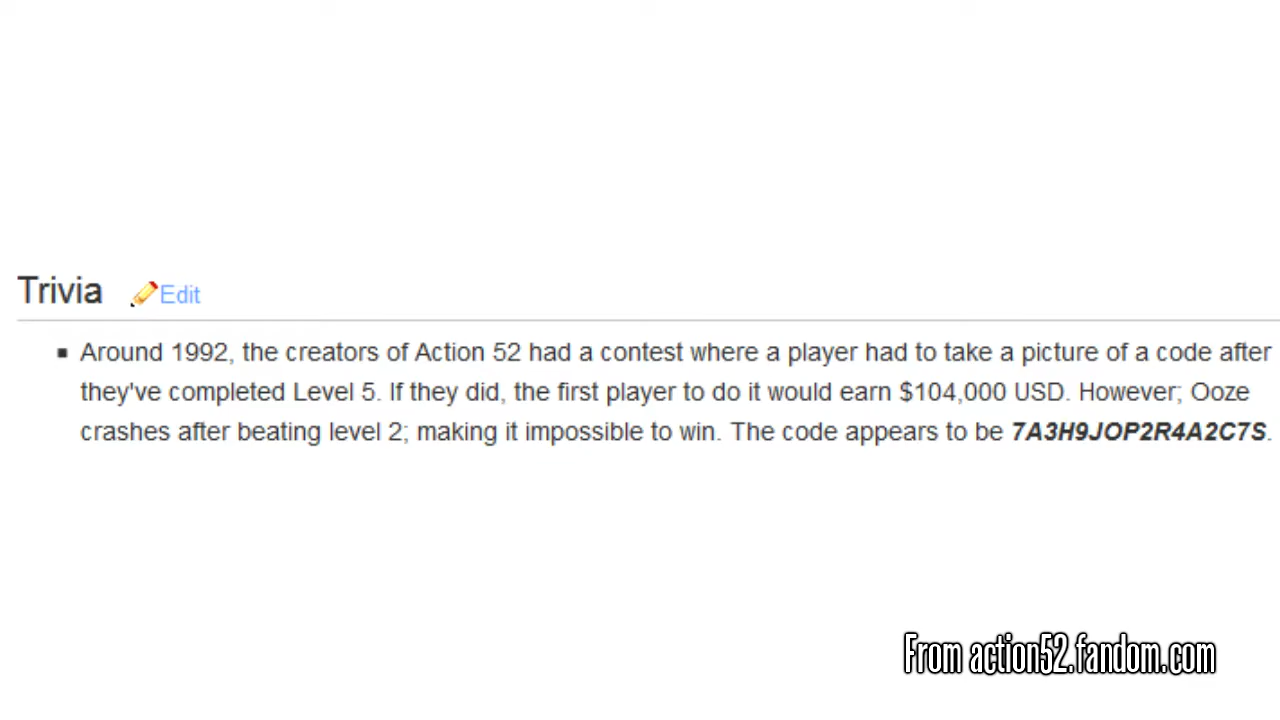 Trivia Edit
Around 1992, the creators of Action 52 had a contest where a player had to take a picture of a code after
they've completed Level 5. If they did, the first player to do it would earn $104,000 USD. However; Ooze
crashes after beating level 2; making it impossible to win. The code appears to be 7A3H9JOP2R4A2C7S.
From action52.fandom.com